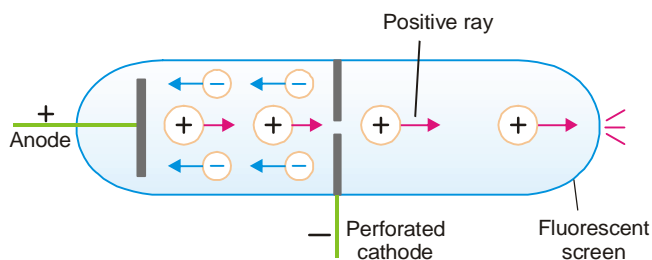 Positive ray
+
Anode
− −
+ + + +
− −
−
Perforated
cathode
Fluorescent
screen